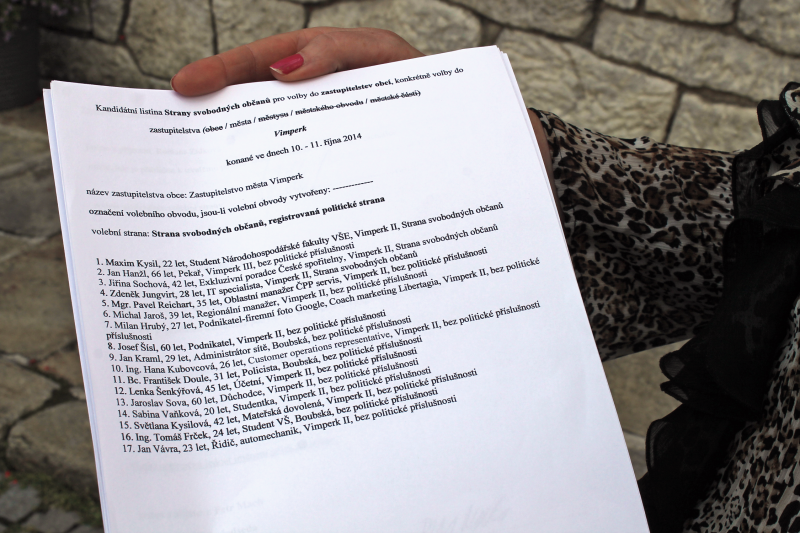 Kandidátní listina Strany svobodných občanů pro volby do zastupitelstev obcí, konkrétně volby do
zastupitelstva (obce / města / městysu / městského obvodu / městské části)
Vimperk
konané ve dnech 10. - 11. října 2014
název zastupitelstva obce: Zastupitelstvo města Vimperk
označení volebního obvodu, jsou-li volební obvody vytvořeny: -------------
volební strana: Strana svobodných občanů, registrovaná politické strana
1. Maxim Kysil, 22 let, Student Národohospodářské fakulty VŠE, Vimperk II, Strana svobodných občanů
2. Jan Hanžl, 66 let, Pekař, Vimperk III, bez politické příslušnosti
3. Jiřina Sochová, 42 let, Exkluzivní poradce České spořitelny, Vimperk II, Strana svobodných občanů
4. Zdeněk Jungvirt, 28 let, IT specialista, Vimperk II, Strana svobodných občanů
5. Mgr. Pavel Reichart, 35 let, Oblastní manažer ČPP servis, Vimperk II, bez politické příslušnosti
6. Michal Jaroš, 39 let, Regionální manažer, Vimperk II, bez politické příslušnosti
7. Milan Hrubý, 27 let, Podnikatel-firemní foto Google, Coach marketing Libertagia, Vimperk II, bez politické
příslušnosti
8. Josef Šísl, 60 let, Podnikatel, Vimperk II, bez politické příslušnosti
9. Jan Kraml, 29 let, Administrátor sítě, Boubská, bez politické příslušnosti
10. Ing. Hana Kubovcová, 26 let, Customer operations representative, Vimperk II, bez politické příslušnosti
11. Bc. František Doule, 31 let, Policista, Boubská, bez politické příslušnosti
12. Lenka Šenkýřová, 45 let, Účetní, Vimperk II, bez politické příslušnosti
13. Jaroslav Sova, 60 let, Důchodce, Vimperk II, bez politické příslušnosti
14. Sabina Vaňková, 20 let, Studentka, Vimperk II, bez politické příslušnosti
15. Světlana Kysilová, 42 let, Mateřská dovolená, Vimperk II, bez politické příslušnosti
16. Ing. Tomáš Frček, 24 let, Student VŠ, Boubská, bez politické příslušnosti
17. Jan Vávra, 23 let, Řidič, automechanik, Vimperk II, bez politické příslušnosti